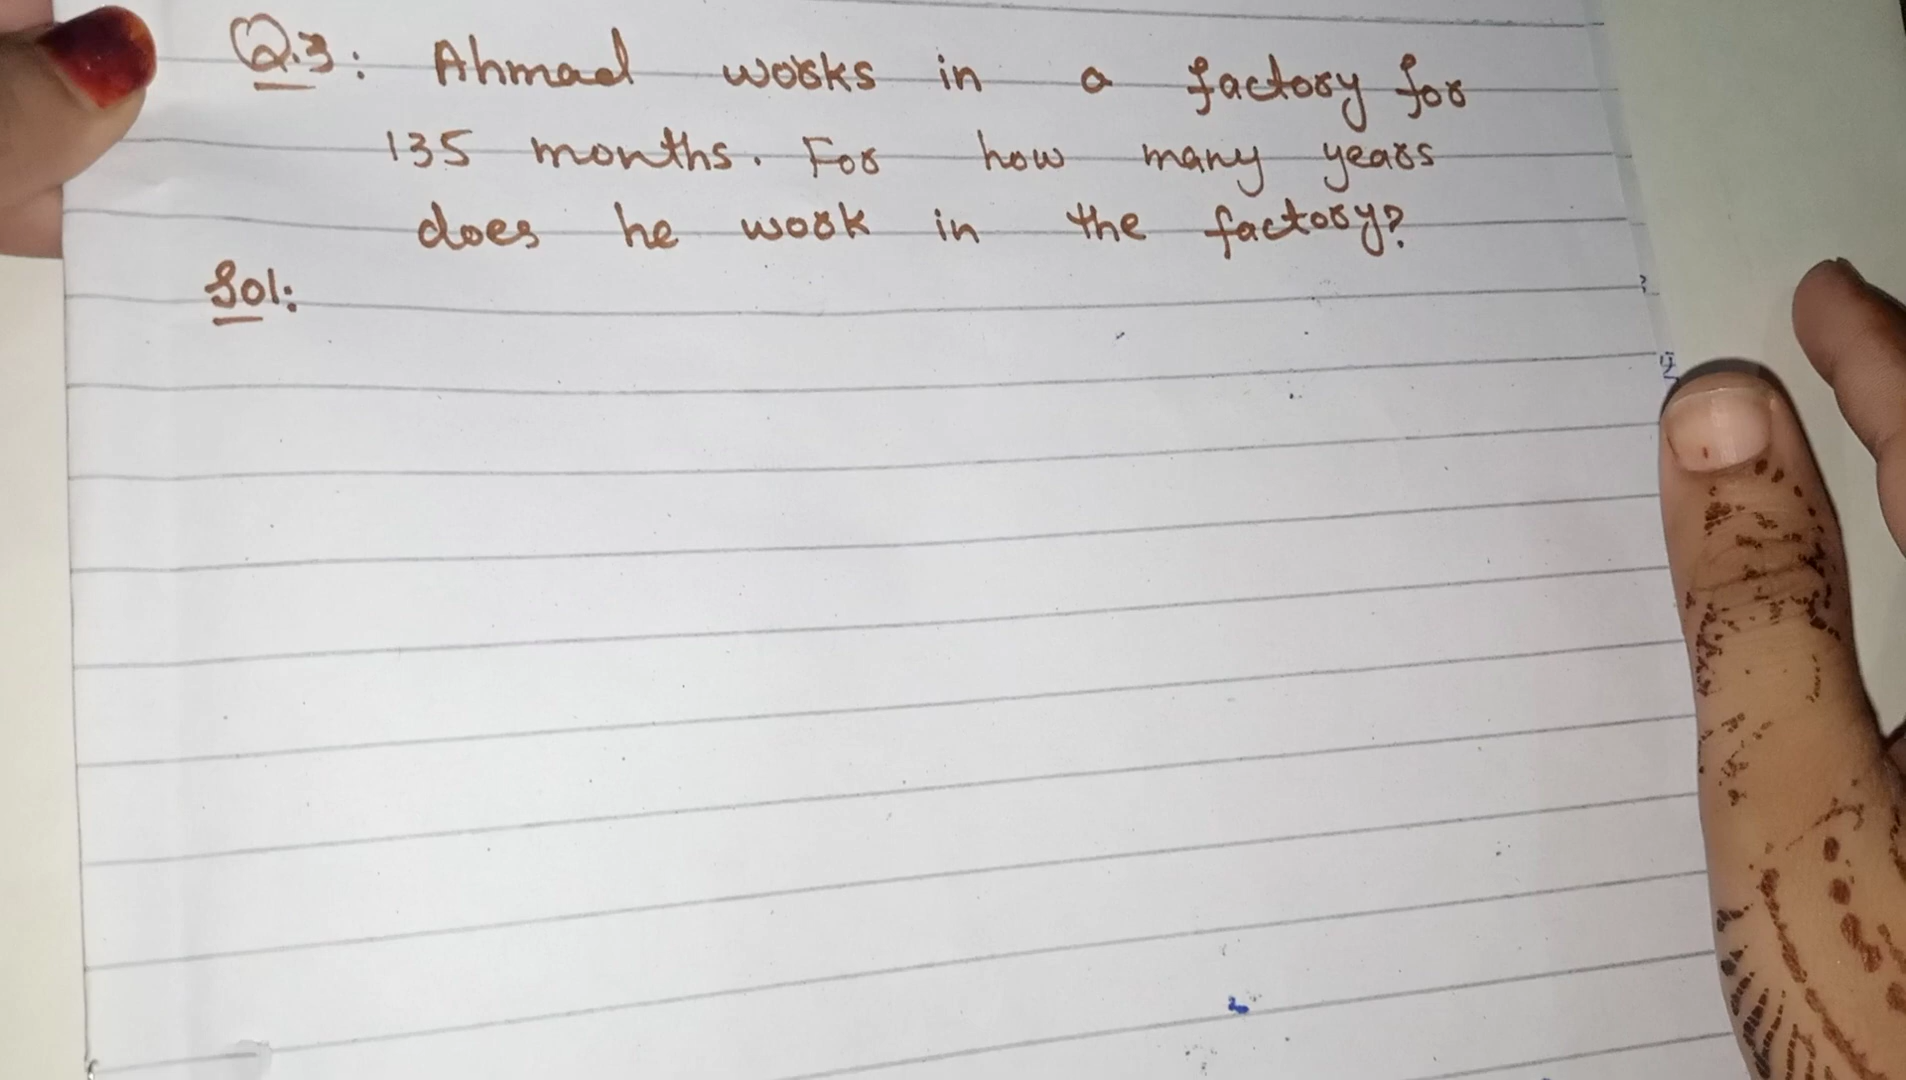 Q.3: Ahmad works in a factory for
135 months. For how many years
does he work in the factory?
Sol: